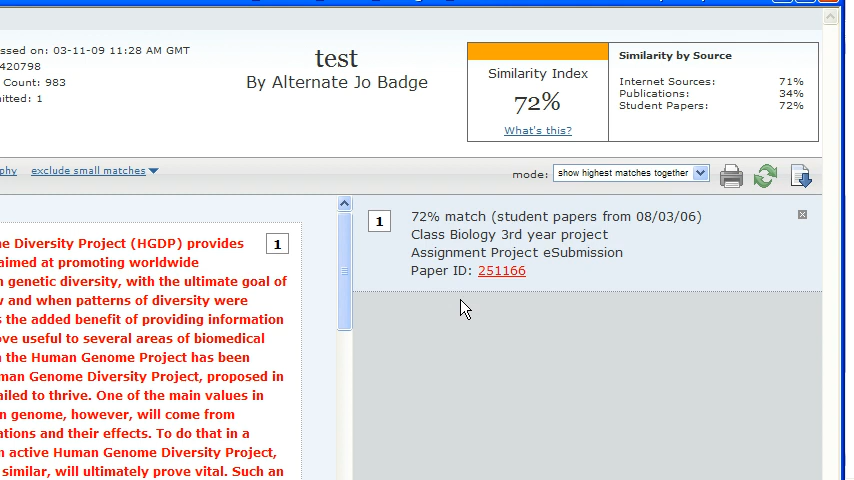 ssed on: 03-11-09 11:28 AM GMT
420798
Count: 983
itted: 1
test
By Alternate Jo Badge
Similarity Index
72%
What's this?
Similarity by Source
Internet Sources: 71%
Publications: 34%
Student Papers: 72%
phy exclude small matches
mode: show highest matches together
1
72% match (student papers from 08/03/06)
Class Biology 3rd year project
Assignment Project eSubmission
Paper ID: 251166
1
e Diversity Project (HGDP) provides
aimed at promoting worldwide
genetic diversity, with the ultimate goal of
and when patterns of diversity were
s the added benefit of providing information
ove useful to several areas of biomedical
the Human Genome Project has been
man Genome Diversity Project, proposed in
ailed to thrive. One of the main values in
n genome, however, will come from
ations and their effects. To do that in a
active Human Genome Diversity Project,
similar, will ultimately prove vital. Such an